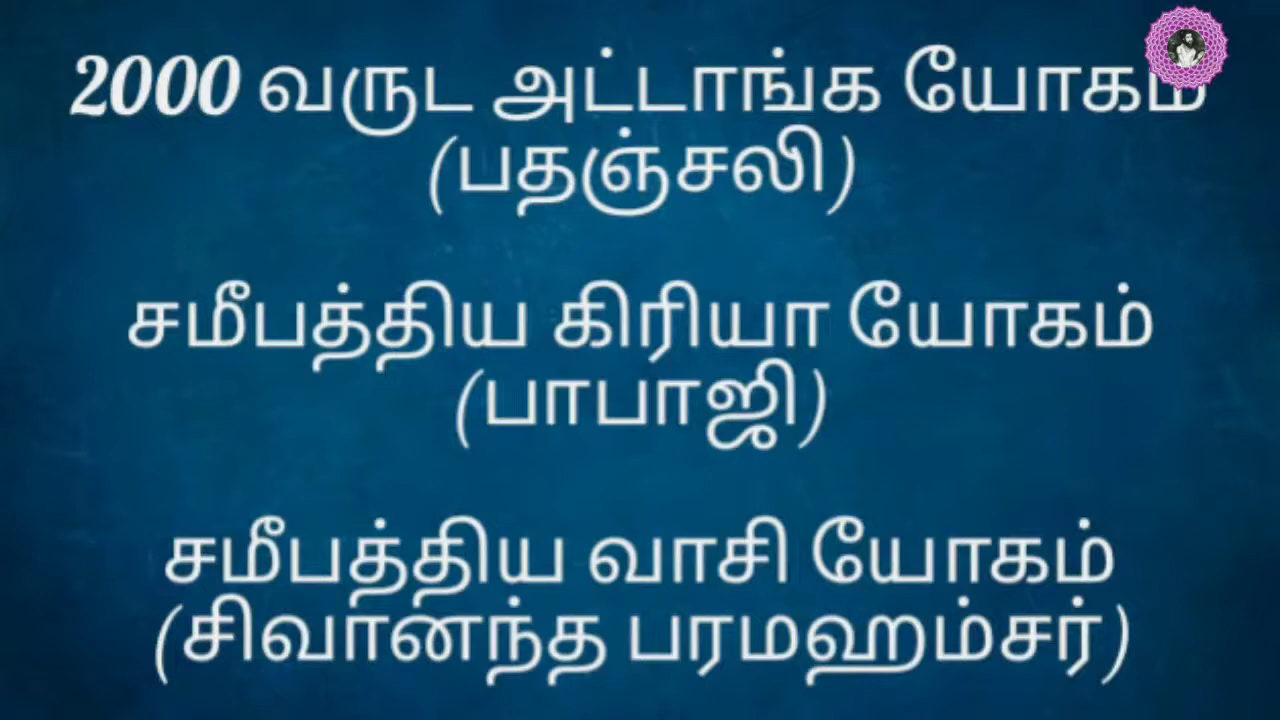 2000 வருட அட்டாங்க யோகம்
(பதஞ்சலி)
சமீபத்திய கிரியா யோகம்
(பாபாஜி)
சமீபத்திய வாசி யோகம்
(சிவானந்த பரமஹம்சர்)